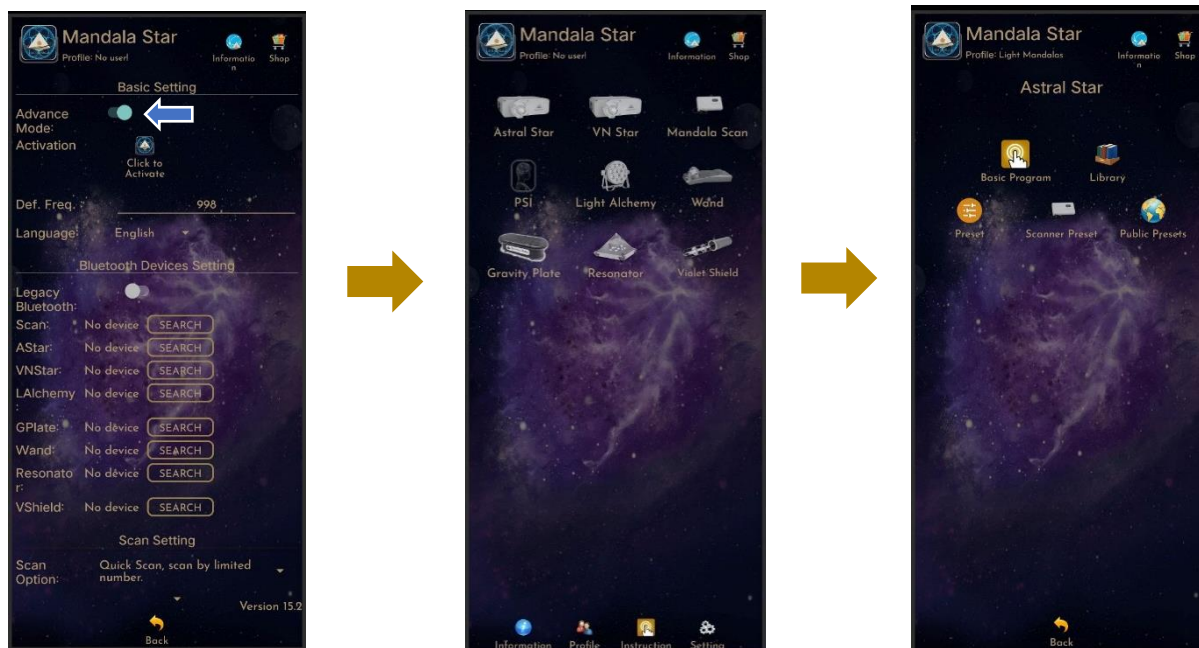 Mandala Star
Profile: No user!
Informatio
n
Shop
Basic Setting
Advance
Mode:
Activation
Click to
Activate
Def. Freq.
998
Language:
English
Bluetooth Devices Setting
Legacy
Bluetooth:
Scan: No device SEARCH
AStar: No device SEARCH
VNStar: No device SEARCH
LAlchemy
:
No device SEARCH
GPlate: No device SEARCH
Wand: No device SEARCH
Resonato
r:
No device SEARCH
VShield: No device SEARCH
Scan Setting
Scan
Option:
Quick Scan, scan by limited
number.
Version 15.2
Back
Mandala Star
Profile: No user!
Information Shop
Astral Star VN Star Mandala Scan
PSI Light Alchemy Wand
Gravity Plate Resonator Violet Shield
Information Profile Instruction Setting
Mandala Star
Profile: Light Mandalas
Informatio
n
Shop
Astral Star
Basic Program Library
Preset Scanner Preset Public Presets
Back